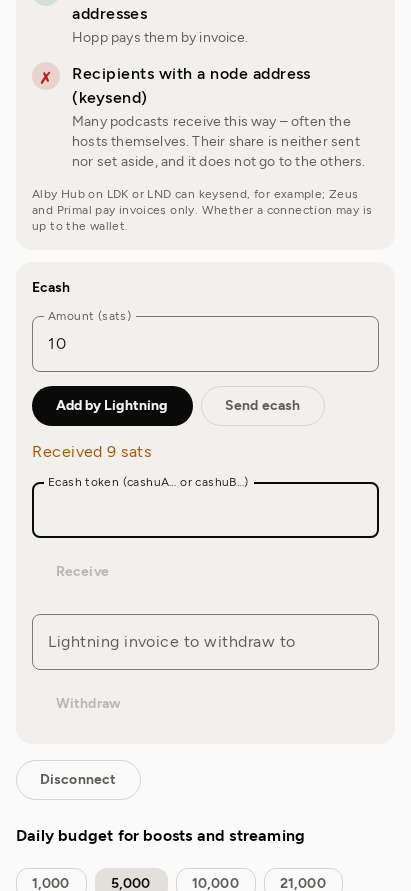 addresses
Hopp pays them by invoice.
✗
Recipients with a node address
(keysend)
Many podcasts receive this way – often the
hosts themselves. Their share is neither sent
nor set aside, and it does not go to the others.
Alby Hub on LDK or LND can keysend, for example; Zeus
and Primal pay invoices only. Whether a connection may is
up to the wallet.
Ecash
Amount (sats)
10
Add by Lightning
Send ecash
Received 9 sats
Ecash token (cashuA… or cashuB…)
Receive
Lightning invoice to withdraw to
Withdraw
Disconnect
Daily budget for boosts and streaming
1,000
5,000
10,000
21,000